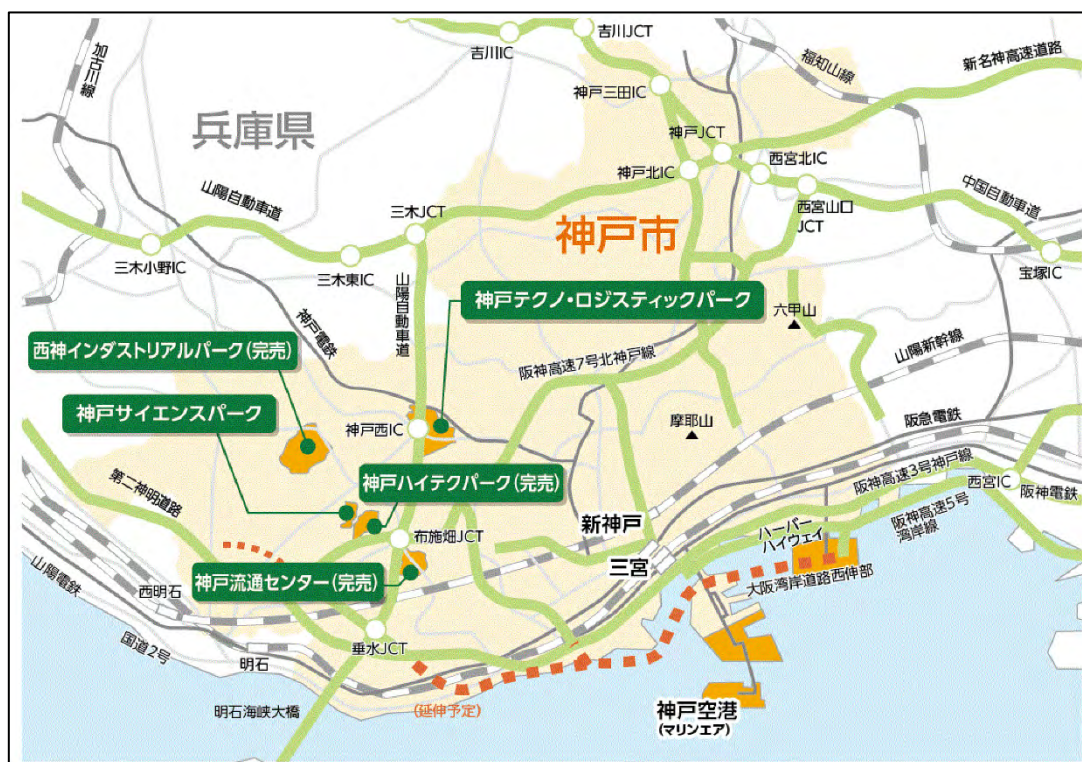 吉川IC
吉川JCT
加古川線
福知山線
新名神高速道路
神戸三田IC
兵庫県
神戸JCT
西宮北IC
神戸北IC
山陽自動車道
三木JCT
西宮山口
JCT
中国自動車道
神戸市
三木小野IC
三木東IC
宝塚IC
山陽自動車道
神戸テクノ・ロジスティックパーク
神戸電鉄
六甲山
西神インダストリアルパーク(完売)
阪神高速7号北神戸線
山陽新幹線
神戸サイエンスパーク
神戸西IC
摩耶山
阪急電鉄
第二神明道路
神戸ハイテクパーク(完売)
阪神高速3号神戸線
西宮IC
阪神電鉄
新神戸
布施畑JCT
ハーバー
ハイウェイ
阪神高速5号
湾岸線
三宮
山陽電鉄
西明石
神戸流通センター(完売)
大阪湾岸道路西伸部
国道2号
明石
垂水JCT
明石海峡大橋
(延伸予定)
神戸空港
(マリンエア)